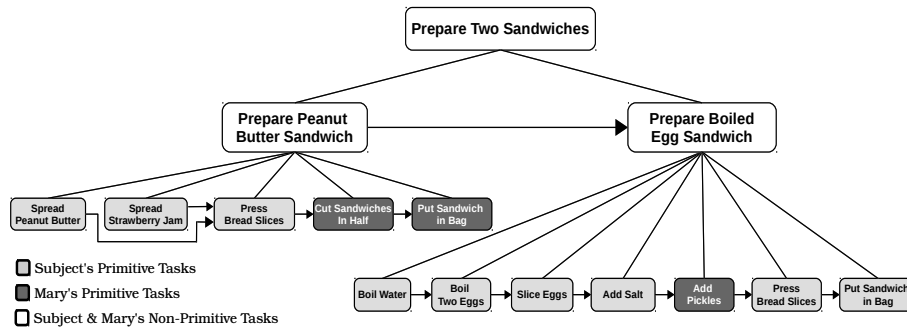 Prepare Two Sandwiches
Prepare Peanut
Butter Sandwich
Prepare Boiled
Egg Sandwich
Spread
Peanut Butter
Spread
Strawberry Jam
Press
Bread Slices
Cut Sandwiches
In Half
Put Sandwich
in Bag
Subject's Primitive Tasks
Mary's Primitive Tasks
Subject & Mary's Non-Primitive Tasks
Boil Water
Boil
Two Eggs
Slice Eggs
Add Salt
Add
Pickles
Press
Bread Slices
Put Sandwich
in Bag